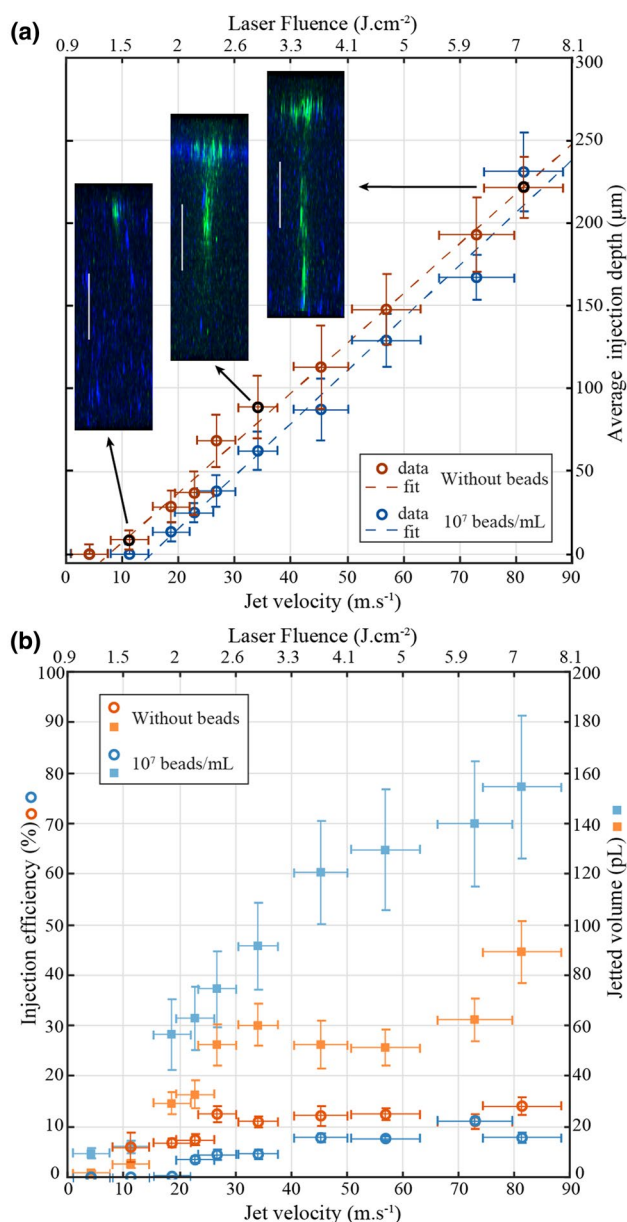 (a)
Laser Fluence (J.cm⁻²)
0.9 1.5 2 2.6 3.3 4.1 5 5.9 7 8.1
300
250
200
150
100
50
0
Average injection depth (μm)
data Without beads
fit
data 10⁷ beads/mL
fit
0 10 20 30 40 50 60 70 80 90
Jet velocity (m.s⁻¹)
(b)
Laser Fluence (J.cm⁻²)
0.9 1.5 2 2.6 3.3 4.1 5 5.9 7 8.1
Without beads
10⁷ beads/mL
100 200
90 180
80 160
70 140
60 120
50 100
40 80
30 60
20 40
10 20
0 0
Injection efficiency (%)
Jetted volume (pL)
0 10 20 30 40 50 60 70 80 90
Jet velocity (m.s⁻¹)